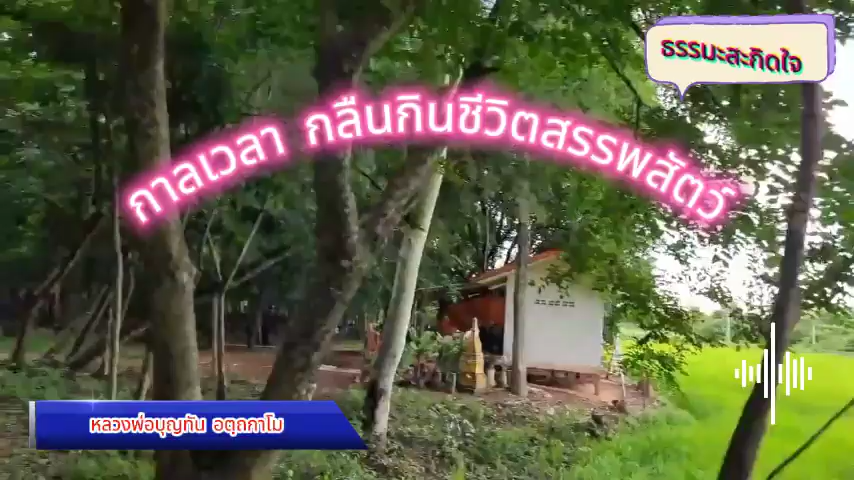 ธรรมะสะกิดใจ
กาลเวลา กลืนกินชีวิตสรรพสัตว์
หลวงพ่อบุญทัน อตฺถกาโม